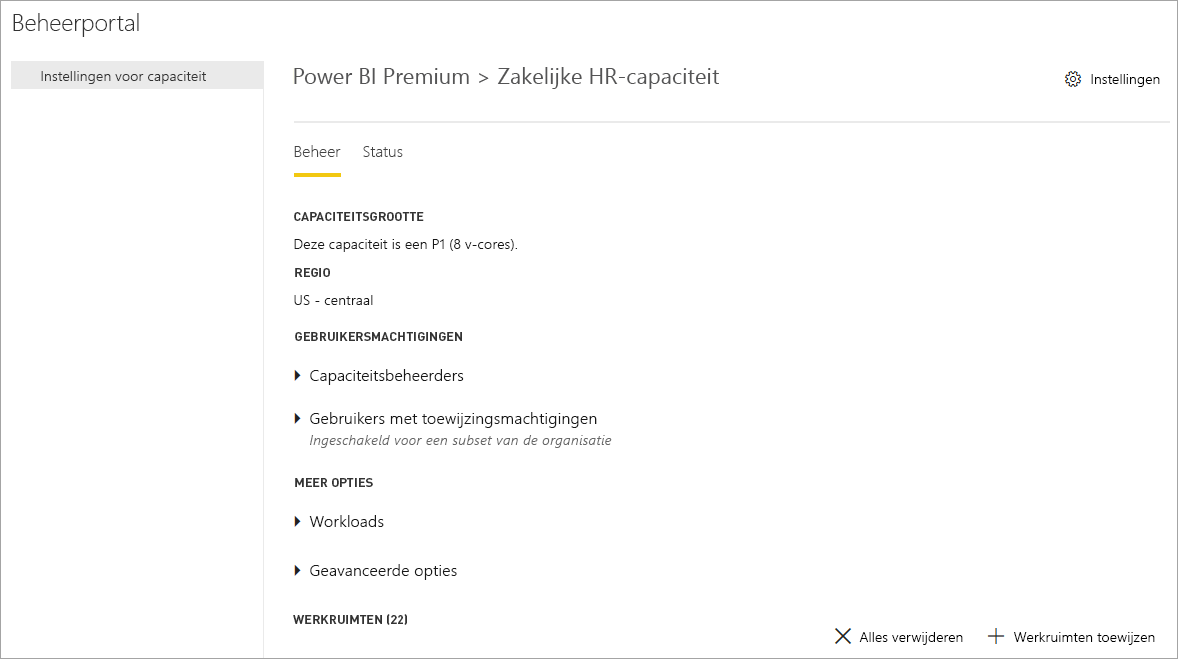 Beheerportal
Instellingen voor capaciteit
Power BI Premium > Zakelijke HR-capaciteit
Instellingen
Beheer Status
CAPACITEITSGROOTTE
Deze capaciteit is een P1 (8 v-cores).
REGIO
US - centraal
GEBRUIKERSMACHTIGINGEN
Capaciteitsbeheerders
Gebruikers met toewijzingsmachtigingen
Ingeschakeld voor een subset van de organisatie
MEER OPTIES
Workloads
Geavanceerde opties
WERKRUIMTEN (22)
Alles verwijderen Werkruimten toewijzen